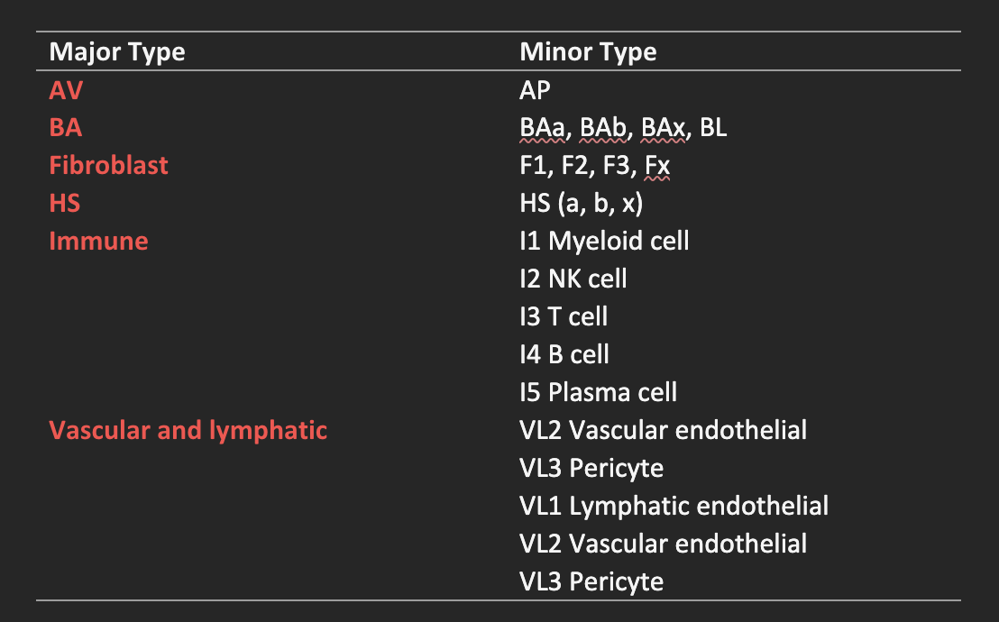 Major Type Minor Type
AV AP
BA BAa, BAb, BAx, BL
Fibroblast F1, F2, F3, Fx
HS HS (a, b, x)
Immune I1 Myeloid cell
I2 NK cell
I3 T cell
I4 B cell
I5 Plasma cell
Vascular and lymphatic VL2 Vascular endothelial
VL3 Pericyte
VL1 Lymphatic endothelial
VL2 Vascular endothelial
VL3 Pericyte